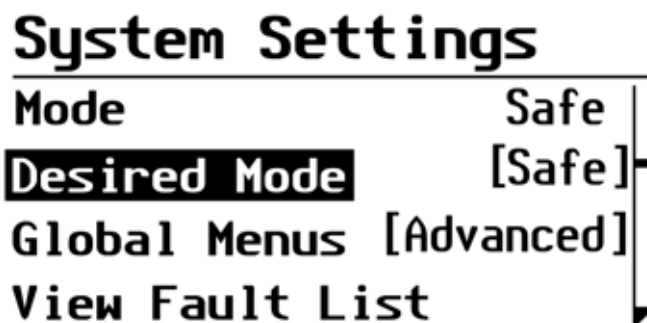 System Settings
Mode Safe
Desired Mode [Safe]
Global Menus [Advanced]
View Fault List